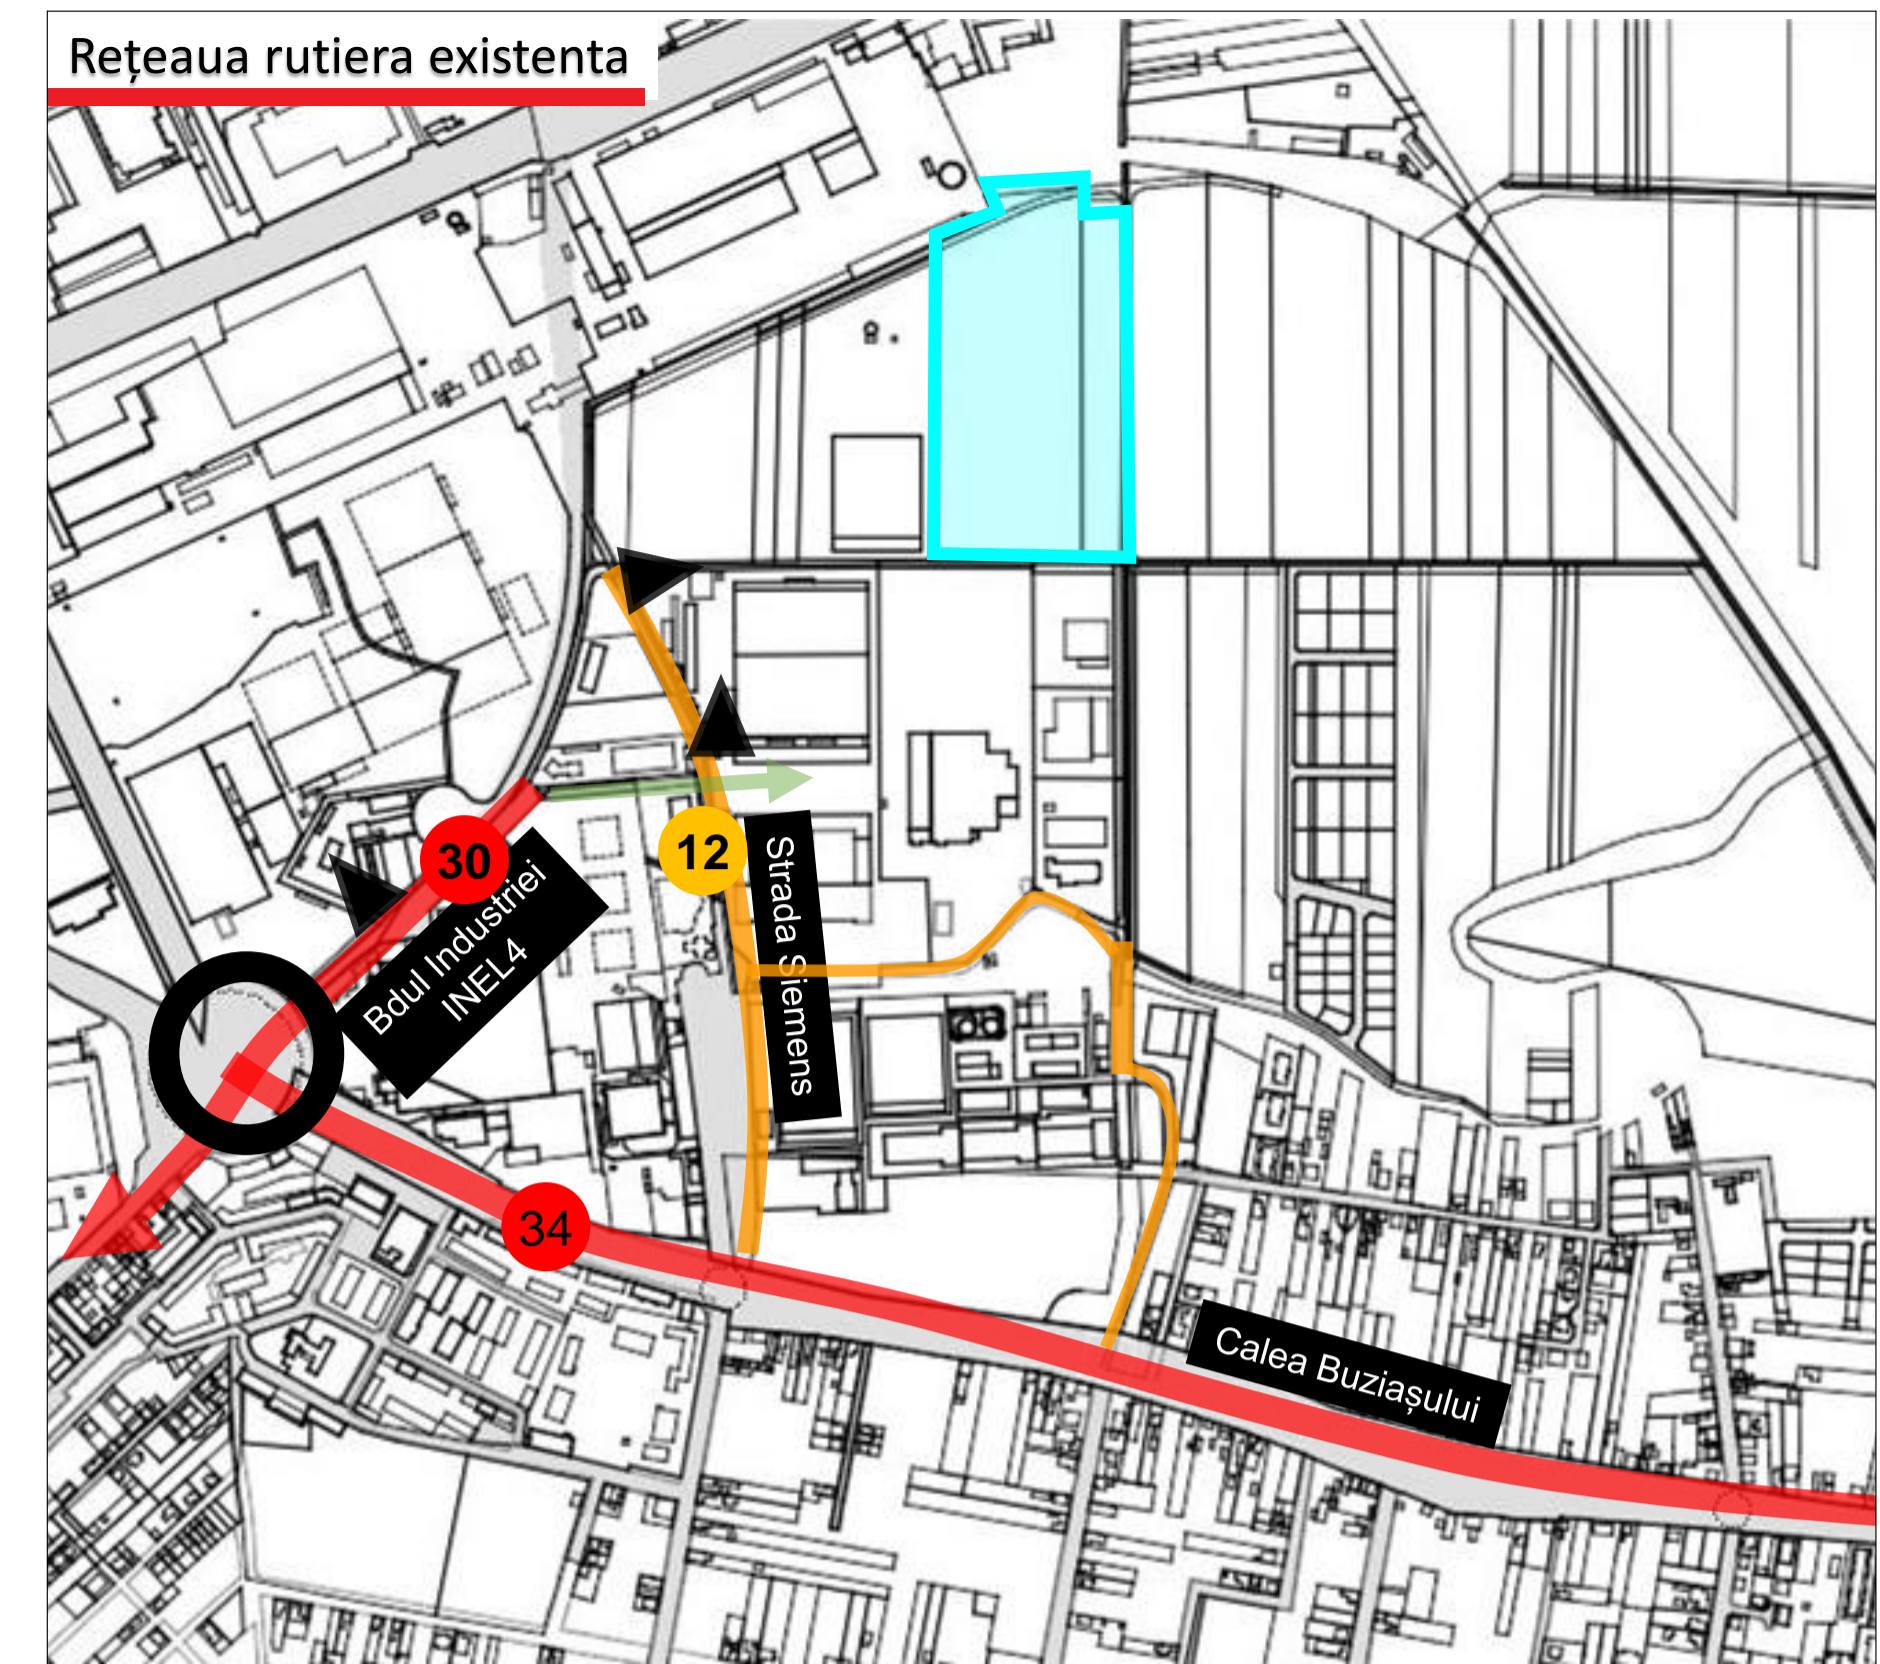 Rețeaua rutiera existenta
30
12
Bdul Industriei
INEL4
Strada Siemens
34
Calea Buziașului